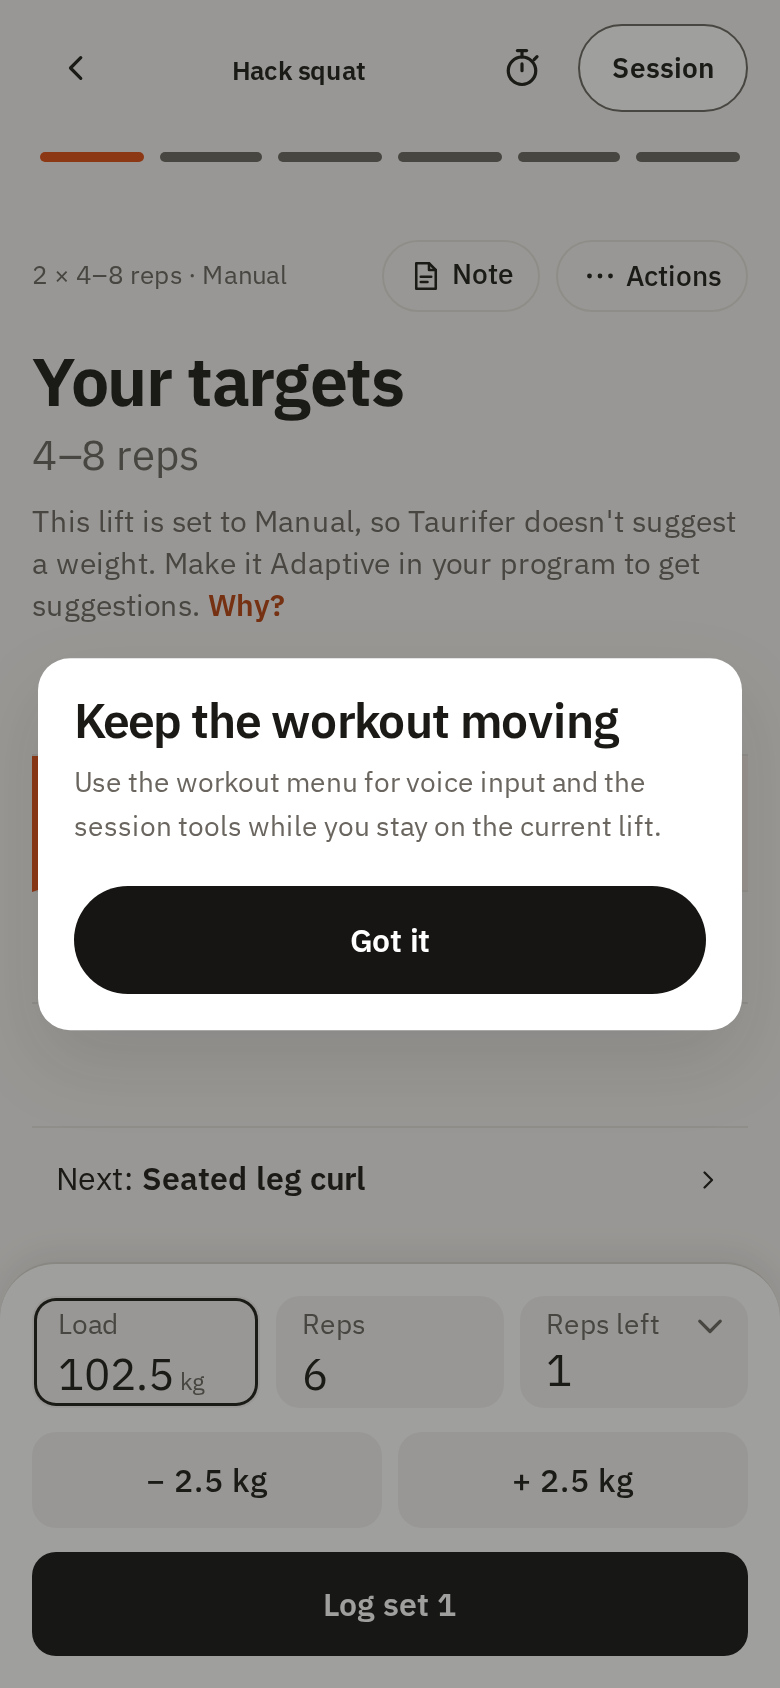 Hack squat
Session
2 × 4–8 reps · Manual
Note
··· Actions
Your targets
4–8 reps
This lift is set to Manual, so Taurifer doesn't suggest
a weight. Make it Adaptive in your program to get
suggestions. Why?
Keep the workout moving
Use the workout menu for voice input and the
session tools while you stay on the current lift.
Got it
Next: Seated leg curl
Load
102.5 kg
Reps
6
Reps left
1
− 2.5 kg
+ 2.5 kg
Log set 1